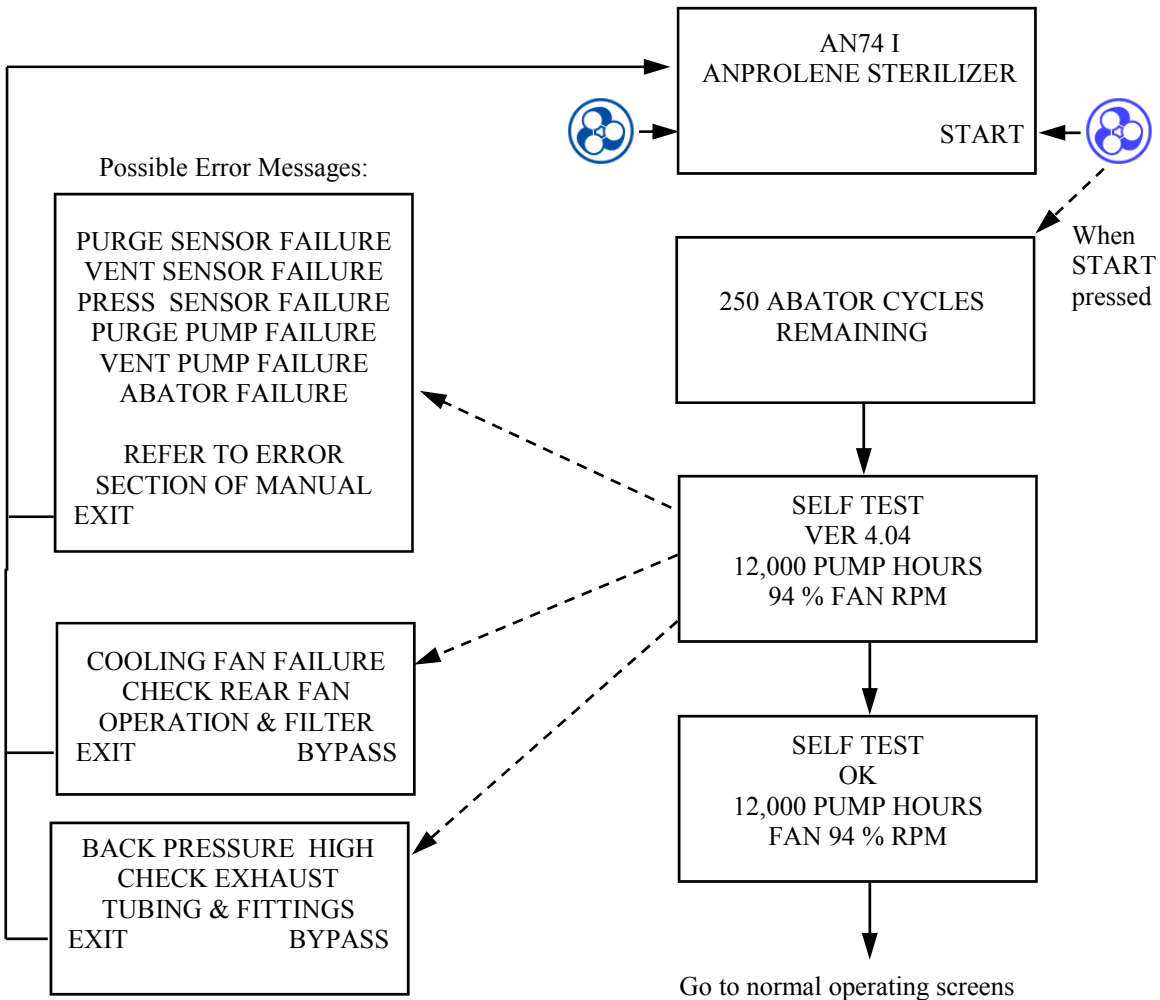 AN74 I
ANPROLENE STERILIZER
START
When
START
pressed
250 ABATOR CYCLES
REMAINING
SELF TEST
VER 4.04
12,000 PUMP HOURS
94 % FAN RPM
SELF TEST
OK
12,000 PUMP HOURS
FAN 94 % RPM
Go to normal operating screens
Possible Error Messages:
PURGE SENSOR FAILURE
VENT SENSOR FAILURE
PRESS SENSOR FAILURE
PURGE PUMP FAILURE
VENT PUMP FAILURE
ABATOR FAILURE
REFER TO ERROR
SECTION OF MANUAL
EXIT
COOLING FAN FAILURE
CHECK REAR FAN
OPERATION & FILTER
EXIT BYPASS
BACK PRESSURE HIGH
CHECK EXHAUST
TUBING & FITTINGS
EXIT BYPASS